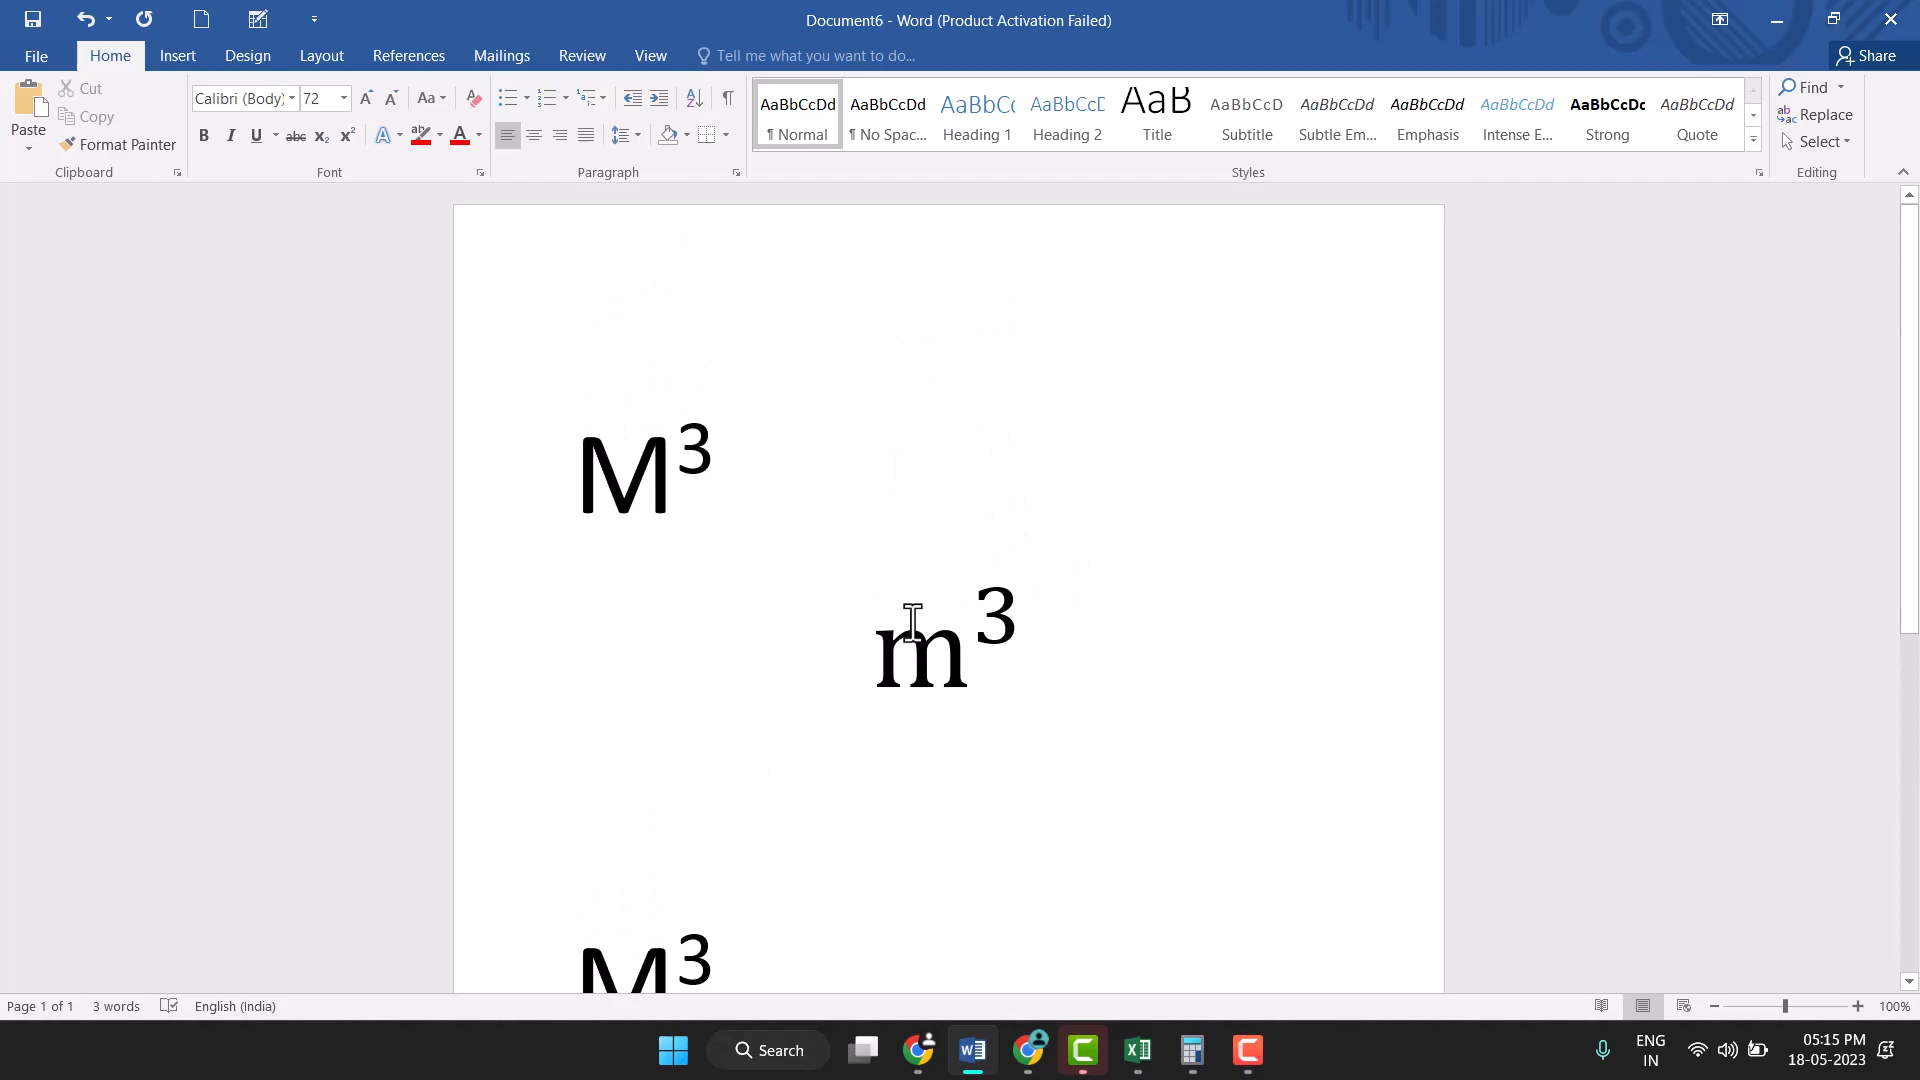 Document6 - Word (Product Activation Failed)
File Home Insert Design Layout References Mailings Review View Tell me what you want to do... Share
Paste
Cut
Copy
Format Painter
Clipboard
Calibri (Body) 72
Font
Paragraph
AaBbCcDd AaBbCcDd AaBbCc AaBbCcD AaB AaBbCcD AaBbCcDd AaBbCcDd AaBbCcDd AaBbCcDc AaBbCcDd
¶ Normal ¶ No Spac... Heading 1 Heading 2 Title Subtitle Subtle Em... Emphasis Intense E... Strong Quote
Styles
Find
Replace
Select
Editing
M³
m³
M³
Page 1 of 1 3 words English (India) 100%
Search
ENG
IN
05:15 PM
18-05-2023